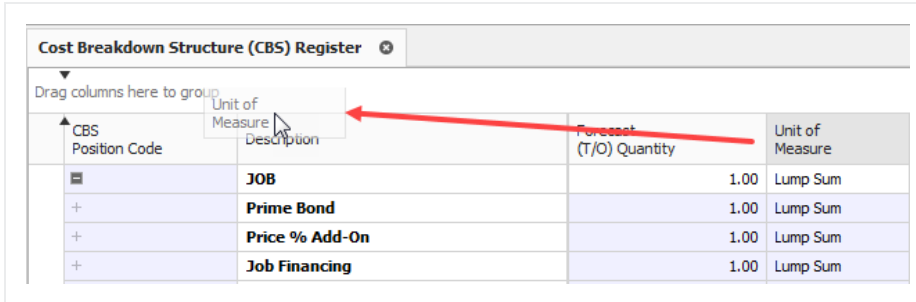 Cost Breakdown Structure (CBS) Register
Drag columns here to group
Unit of
Measure
CBS
Position Code
Description
Forecast
(T/O) Quantity
Unit of
Measure
JOB 1.00 Lump Sum
Prime Bond 1.00 Lump Sum
Price % Add-On 1.00 Lump Sum
Job Financing 1.00 Lump Sum